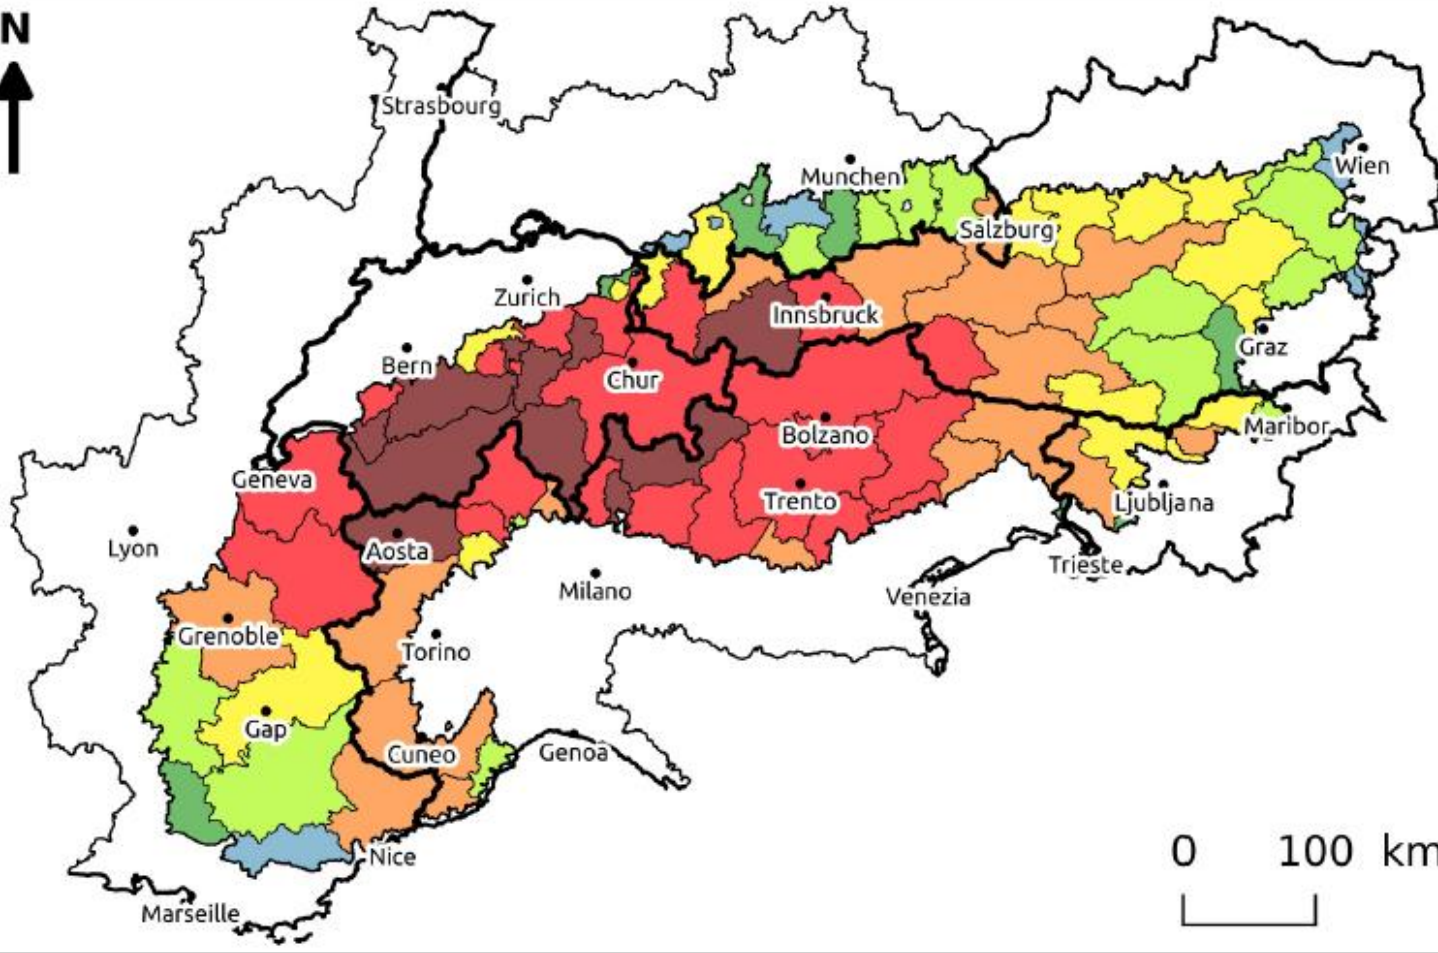 N
Strasbourg
Munchen
Wien
Salzburg
Zurich
Innsbruck
Graz
Bern
Chur
Bolzano
Maribor
Geneva
Trento
Ljubljana
Lyon
Aosta
Trieste
Milano
Venezia
Grenoble
Torino
Gap
Cuneo
Genoa
Nice
Marseille
0 100 km